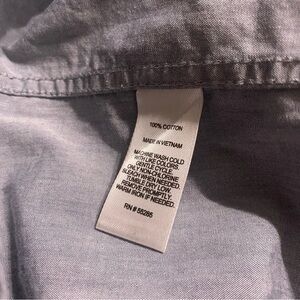 100% COTTON
MADE IN VIETNAM
MACHINE WASH COLD
WITH LIKE COLORS.
GENTLE CYCLE.
ONLY NON-CHLORINE
BLEACH WHEN NEEDED.
TUMBLE DRY LOW.
REMOVE PROMPTLY.
WARM IRON IF NEEDED.
RN # 55285